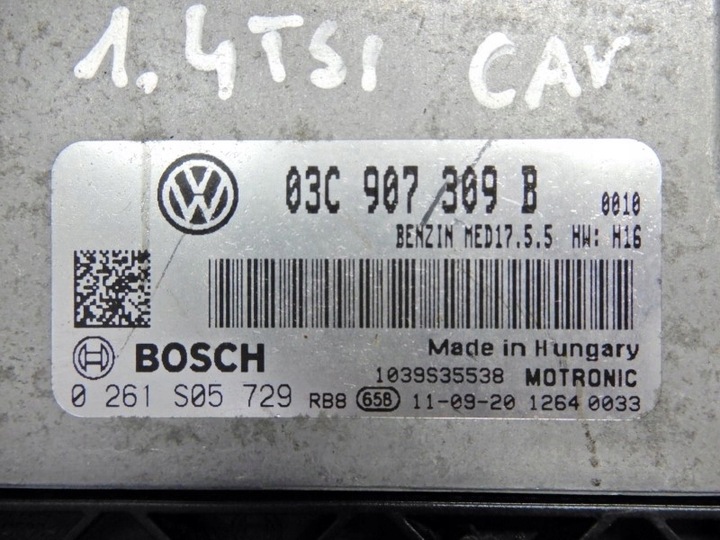 1.4TSI CAV
03C 907 309 B 0010
BENZIN MED17.5.5 HW: H16
BOSCH Made in Hungary
1039S35538 MOTRONIC
0 261 S05 729 RB8 658 11-09-20 1264 0033